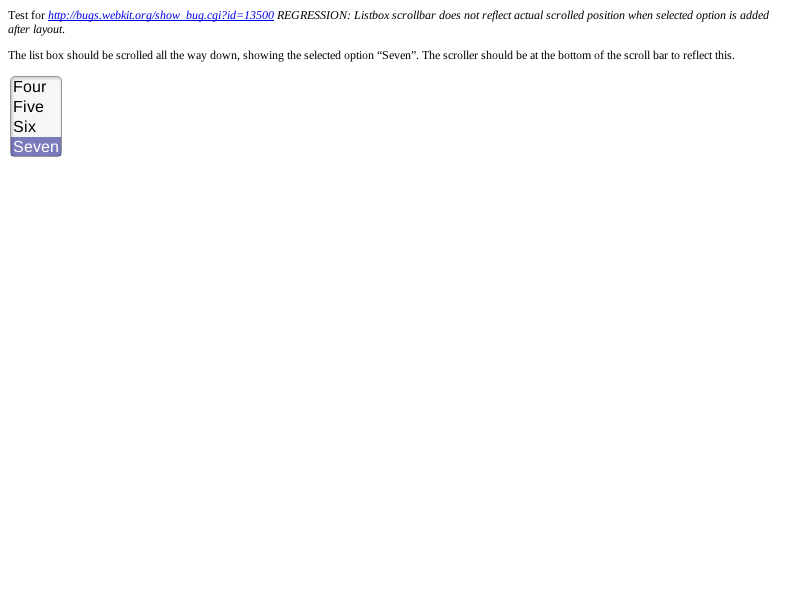 Test for http://bugs.webkit.org/show_bug.cgi?id=13500 REGRESSION: Listbox scrollbar does not reflect actual scrolled position when selected option is added
after layout.
The list box should be scrolled all the way down, showing the selected option “Seven”. The scroller should be at the bottom of the scroll bar to reflect this.
Four
Five
Six
Seven